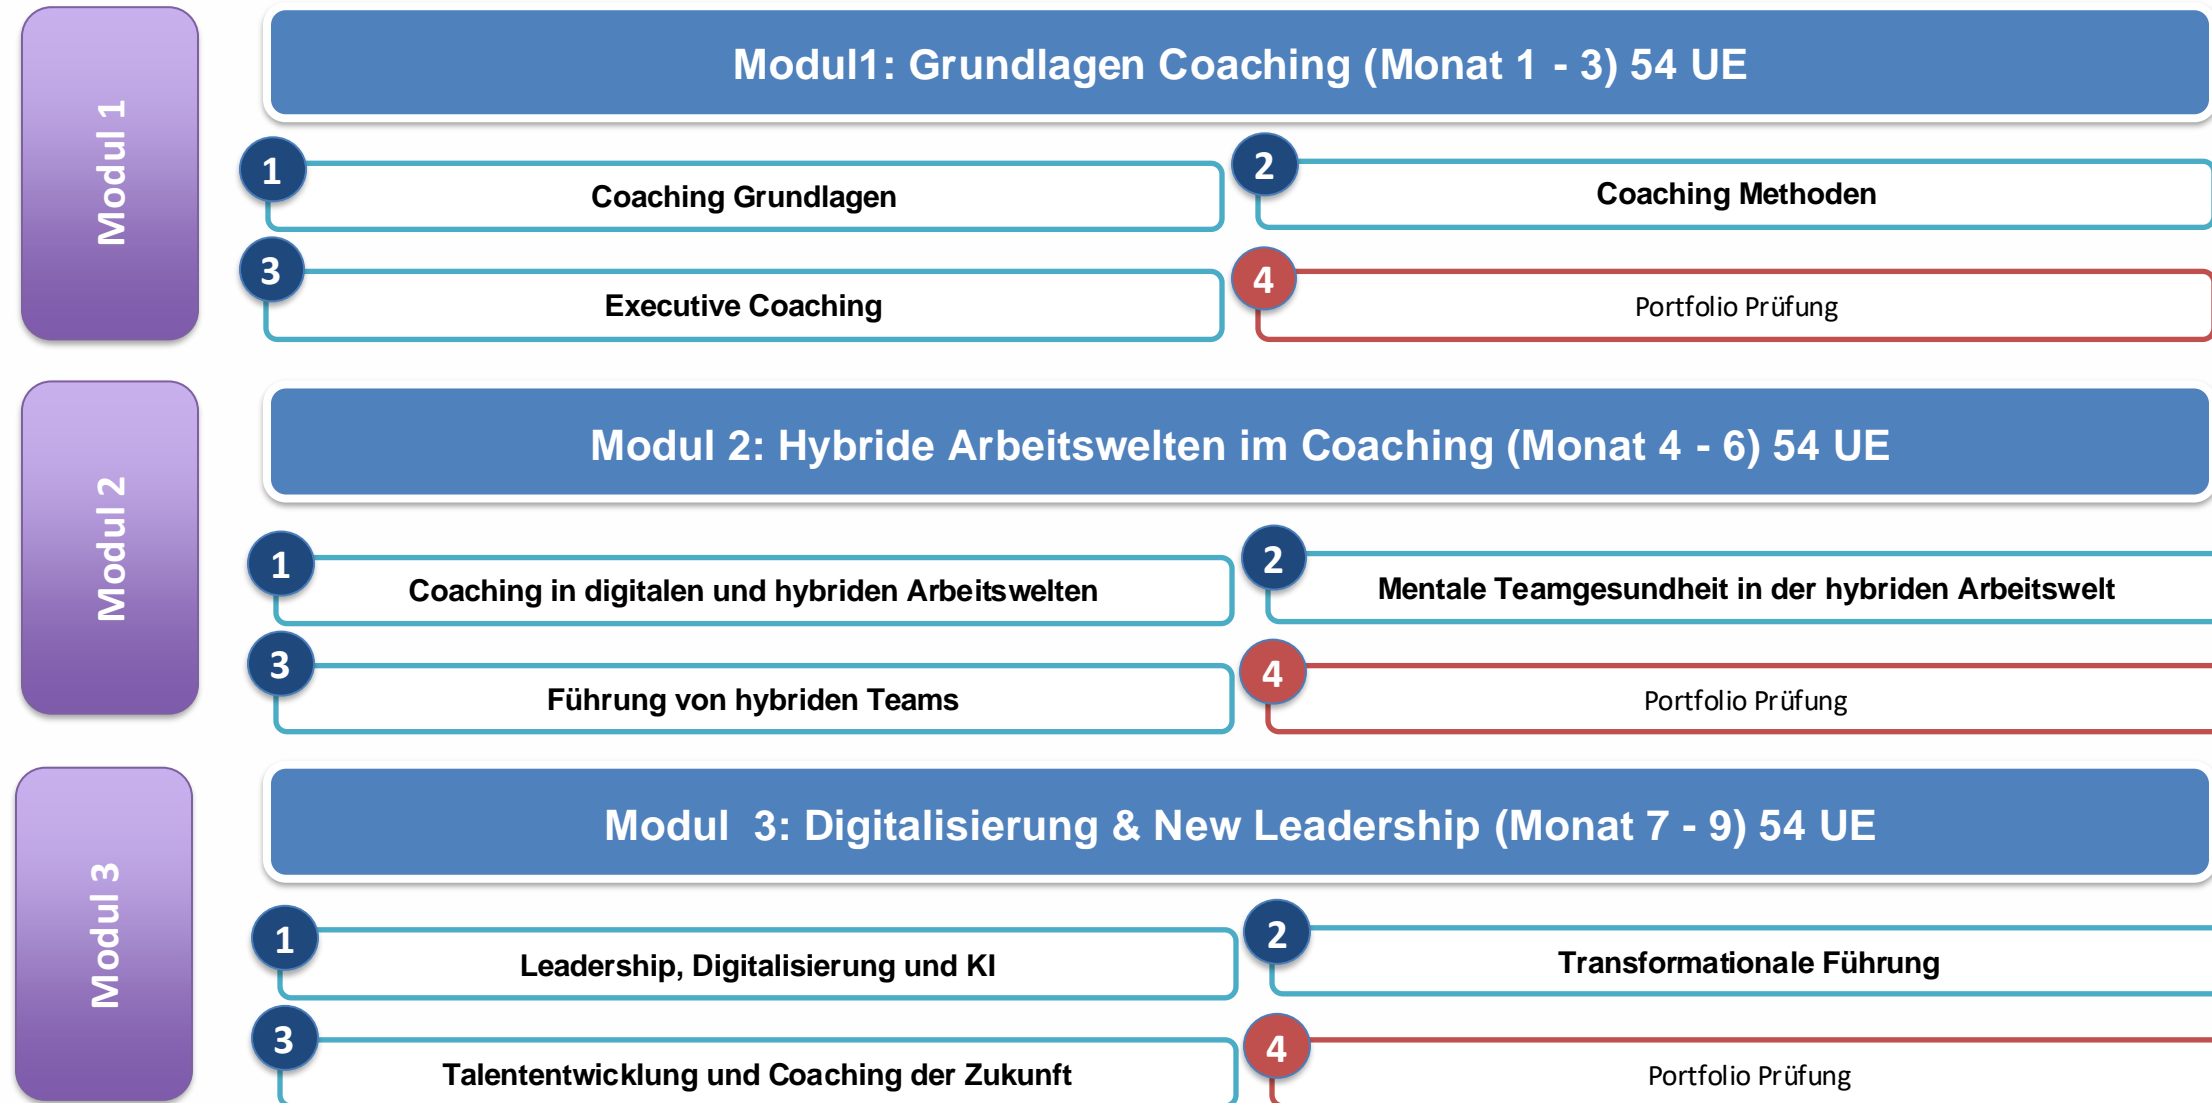 Modul 1
Modul1: Grundlagen Coaching (Monat 1 - 3) 54 UE
1
Coaching Grundlagen
2
Coaching Methoden
3
Executive Coaching
4
Portfolio Prüfung
Modul 2
Modul 2: Hybride Arbeitswelten im Coaching (Monat 4 - 6) 54 UE
1
Coaching in digitalen und hybriden Arbeitswelten
2
Mentale Teamgesundheit in der hybriden Arbeitswelt
3
Führung von hybriden Teams
4
Portfolio Prüfung
Modul 3
Modul  3: Digitalisierung & New Leadership (Monat 7 - 9) 54 UE
1
Leadership, Digitalisierung und KI
2
Transformationale Führung
3
Talententwicklung und Coaching der Zukunft
4
Portfolio Prüfung